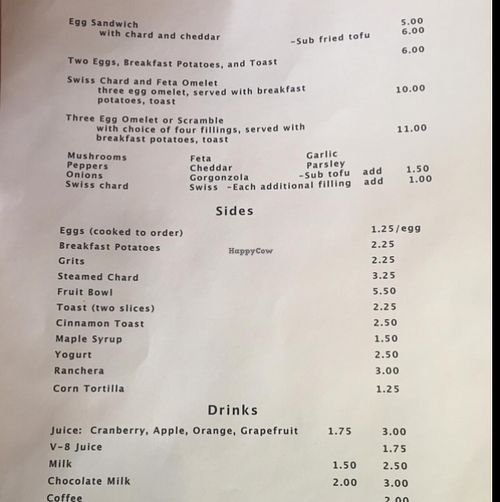 Egg Sandwich 5.00
with chard and cheddar -Sub fried tofu 6.00
Two Eggs, Breakfast Potatoes, and Toast 6.00
Swiss Chard and Feta Omelet
three egg omelet, served with breakfast 10.00
potatoes, toast
Three Egg Omelet or Scramble
with choice of four fillings, served with 11.00
breakfast potatoes, toast
Mushrooms Feta Garlic
Peppers Cheddar Parsley
Onions Gorgonzola -Sub tofu add 1.50
Swiss chard Swiss -Each additional filling add 1.00
Sides
Eggs (cooked to order) 1.25/egg
Breakfast Potatoes 2.25
HappyCow
Grits 2.25
Steamed Chard 3.25
Fruit Bowl 5.50
Toast (two slices) 2.25
Cinnamon Toast 2.50
Maple Syrup 1.50
Yogurt 2.50
Ranchera 3.00
Corn Tortilla 1.25
Drinks
Juice: Cranberry, Apple, Orange, Grapefruit 1.75 3.00
V-8 Juice 1.75
Milk 1.50 2.50
Chocolate Milk 2.00 3.00
Coffee 2.00